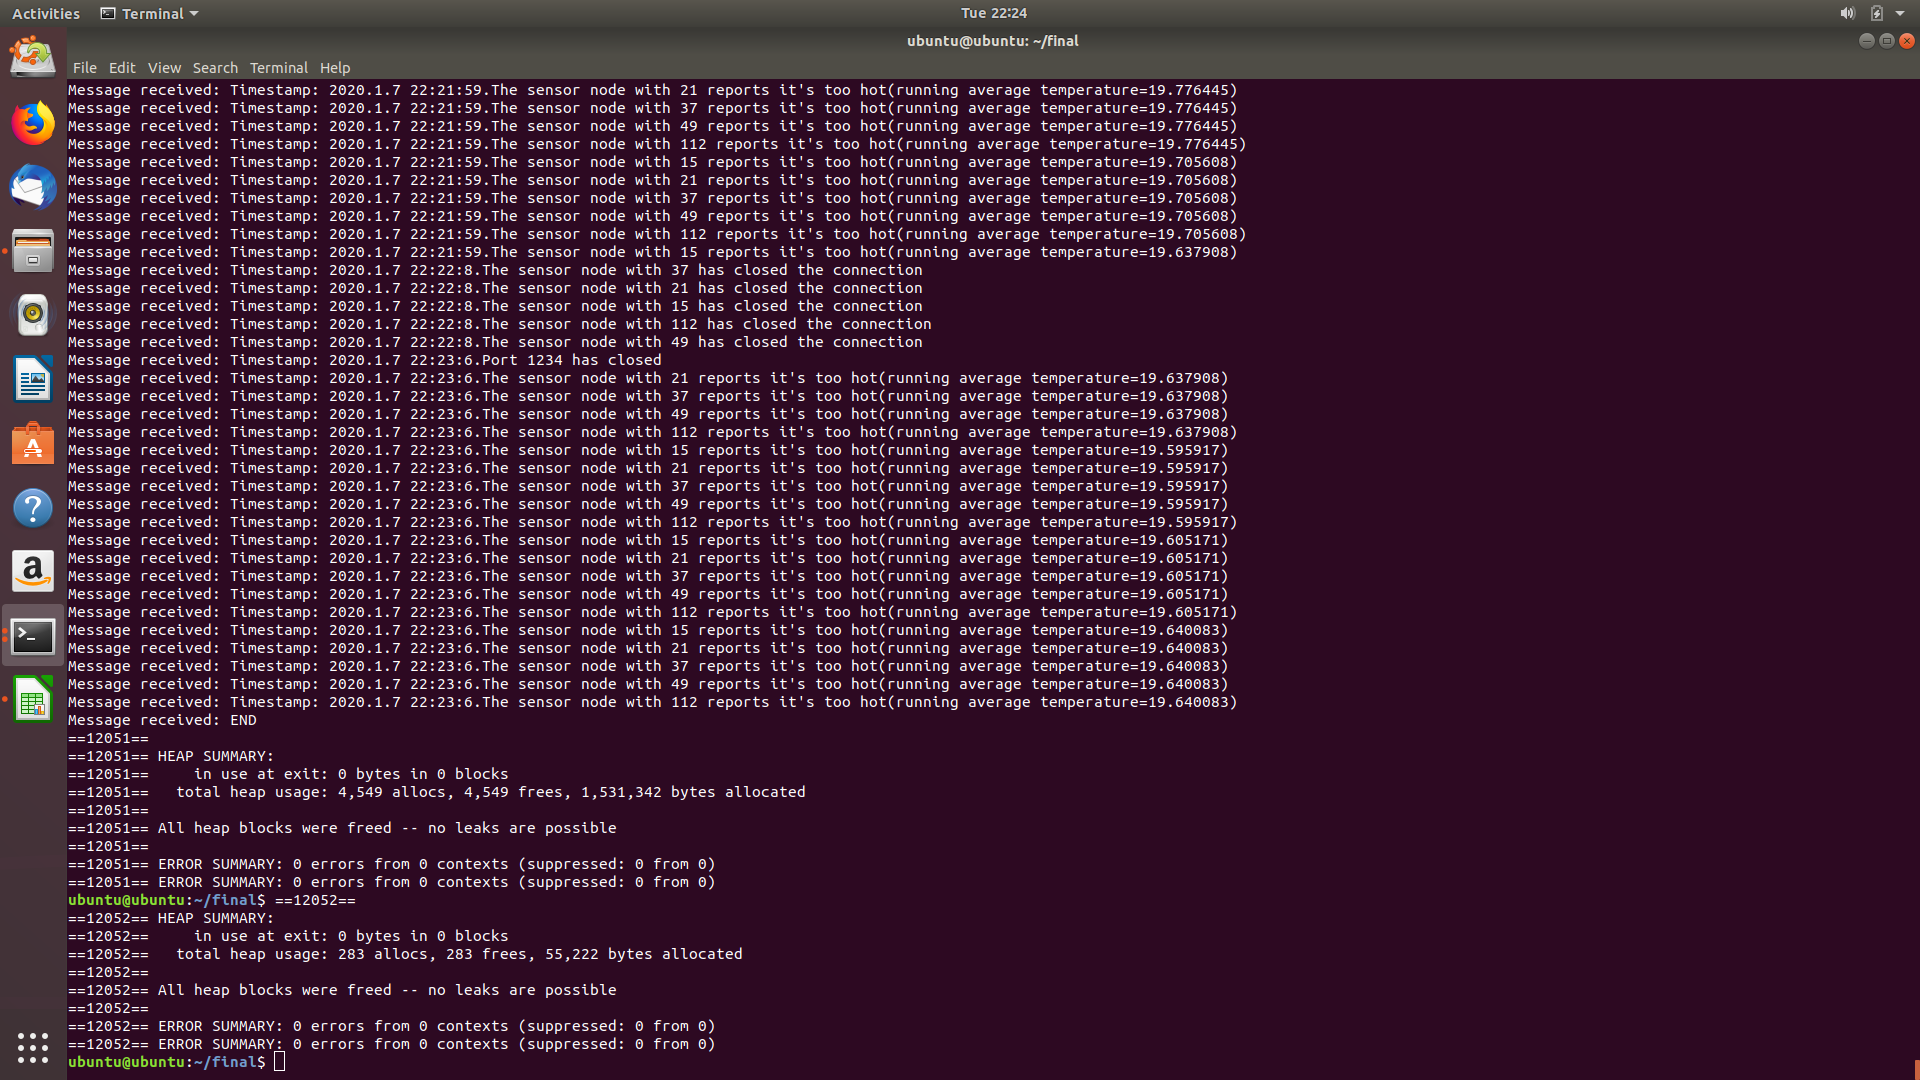 Activities Terminal Tue 22:24
ubuntu@ubuntu: ~/final
File Edit View Search Terminal Help
Message received: Timestamp: 2020.1.7 22:21:59.The sensor node with 21 reports it's too hot(running average temperature=19.776445)
Message received: Timestamp: 2020.1.7 22:21:59.The sensor node with 37 reports it's too hot(running average temperature=19.776445)
Message received: Timestamp: 2020.1.7 22:21:59.The sensor node with 49 reports it's too hot(running average temperature=19.776445)
Message received: Timestamp: 2020.1.7 22:21:59.The sensor node with 112 reports it's too hot(running average temperature=19.776445)
Message received: Timestamp: 2020.1.7 22:21:59.The sensor node with 15 reports it's too hot(running average temperature=19.705608)
Message received: Timestamp: 2020.1.7 22:21:59.The sensor node with 21 reports it's too hot(running average temperature=19.705608)
Message received: Timestamp: 2020.1.7 22:21:59.The sensor node with 37 reports it's too hot(running average temperature=19.705608)
Message received: Timestamp: 2020.1.7 22:21:59.The sensor node with 49 reports it's too hot(running average temperature=19.705608)
Message received: Timestamp: 2020.1.7 22:21:59.The sensor node with 112 reports it's too hot(running average temperature=19.705608)
Message received: Timestamp: 2020.1.7 22:21:59.The sensor node with 15 reports it's too hot(running average temperature=19.637908)
Message received: Timestamp: 2020.1.7 22:22:8.The sensor node with 37 has closed the connection
Message received: Timestamp: 2020.1.7 22:22:8.The sensor node with 21 has closed the connection
Message received: Timestamp: 2020.1.7 22:22:8.The sensor node with 15 has closed the connection
Message received: Timestamp: 2020.1.7 22:22:8.The sensor node with 112 has closed the connection
Message received: Timestamp: 2020.1.7 22:22:8.The sensor node with 49 has closed the connection
Message received: Timestamp: 2020.1.7 22:23:6.Port 1234 has closed
Message received: Timestamp: 2020.1.7 22:23:6.The sensor node with 21 reports it's too hot(running average temperature=19.637908)
Message received: Timestamp: 2020.1.7 22:23:6.The sensor node with 37 reports it's too hot(running average temperature=19.637908)
Message received: Timestamp: 2020.1.7 22:23:6.The sensor node with 49 reports it's too hot(running average temperature=19.637908)
Message received: Timestamp: 2020.1.7 22:23:6.The sensor node with 112 reports it's too hot(running average temperature=19.637908)
Message received: Timestamp: 2020.1.7 22:23:6.The sensor node with 15 reports it's too hot(running average temperature=19.595917)
Message received: Timestamp: 2020.1.7 22:23:6.The sensor node with 21 reports it's too hot(running average temperature=19.595917)
Message received: Timestamp: 2020.1.7 22:23:6.The sensor node with 37 reports it's too hot(running average temperature=19.595917)
Message received: Timestamp: 2020.1.7 22:23:6.The sensor node with 49 reports it's too hot(running average temperature=19.595917)
Message received: Timestamp: 2020.1.7 22:23:6.The sensor node with 112 reports it's too hot(running average temperature=19.595917)
Message received: Timestamp: 2020.1.7 22:23:6.The sensor node with 15 reports it's too hot(running average temperature=19.605171)
Message received: Timestamp: 2020.1.7 22:23:6.The sensor node with 21 reports it's too hot(running average temperature=19.605171)
Message received: Timestamp: 2020.1.7 22:23:6.The sensor node with 37 reports it's too hot(running average temperature=19.605171)
Message received: Timestamp: 2020.1.7 22:23:6.The sensor node with 49 reports it's too hot(running average temperature=19.605171)
Message received: Timestamp: 2020.1.7 22:23:6.The sensor node with 112 reports it's too hot(running average temperature=19.605171)
Message received: Timestamp: 2020.1.7 22:23:6.The sensor node with 15 reports it's too hot(running average temperature=19.640083)
Message received: Timestamp: 2020.1.7 22:23:6.The sensor node with 21 reports it's too hot(running average temperature=19.640083)
Message received: Timestamp: 2020.1.7 22:23:6.The sensor node with 37 reports it's too hot(running average temperature=19.640083)
Message received: Timestamp: 2020.1.7 22:23:6.The sensor node with 49 reports it's too hot(running average temperature=19.640083)
Message received: Timestamp: 2020.1.7 22:23:6.The sensor node with 112 reports it's too hot(running average temperature=19.640083)
Message received: END
==12051==
==12051== HEAP SUMMARY:
==12051==     in use at exit: 0 bytes in 0 blocks
==12051==   total heap usage: 4,549 allocs, 4,549 frees, 1,531,342 bytes allocated
==12051==
==12051== All heap blocks were freed -- no leaks are possible
==12051==
==12051== ERROR SUMMARY: 0 errors from 0 contexts (suppressed: 0 from 0)
==12051== ERROR SUMMARY: 0 errors from 0 contexts (suppressed: 0 from 0)
ubuntu@ubuntu:~/final$ ==12052==
==12052== HEAP SUMMARY:
==12052==     in use at exit: 0 bytes in 0 blocks
==12052==   total heap usage: 283 allocs, 283 frees, 55,222 bytes allocated
==12052==
==12052== All heap blocks were freed -- no leaks are possible
==12052==
==12052== ERROR SUMMARY: 0 errors from 0 contexts (suppressed: 0 from 0)
==12052== ERROR SUMMARY: 0 errors from 0 contexts (suppressed: 0 from 0)
ubuntu@ubuntu:~/final$